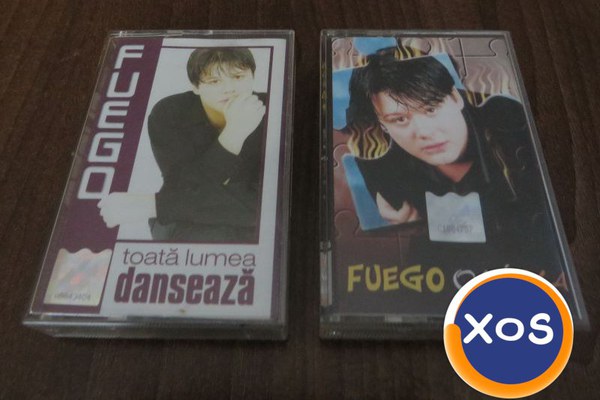 FUEGO
toată lumea
dansează
FUEGO
XOS